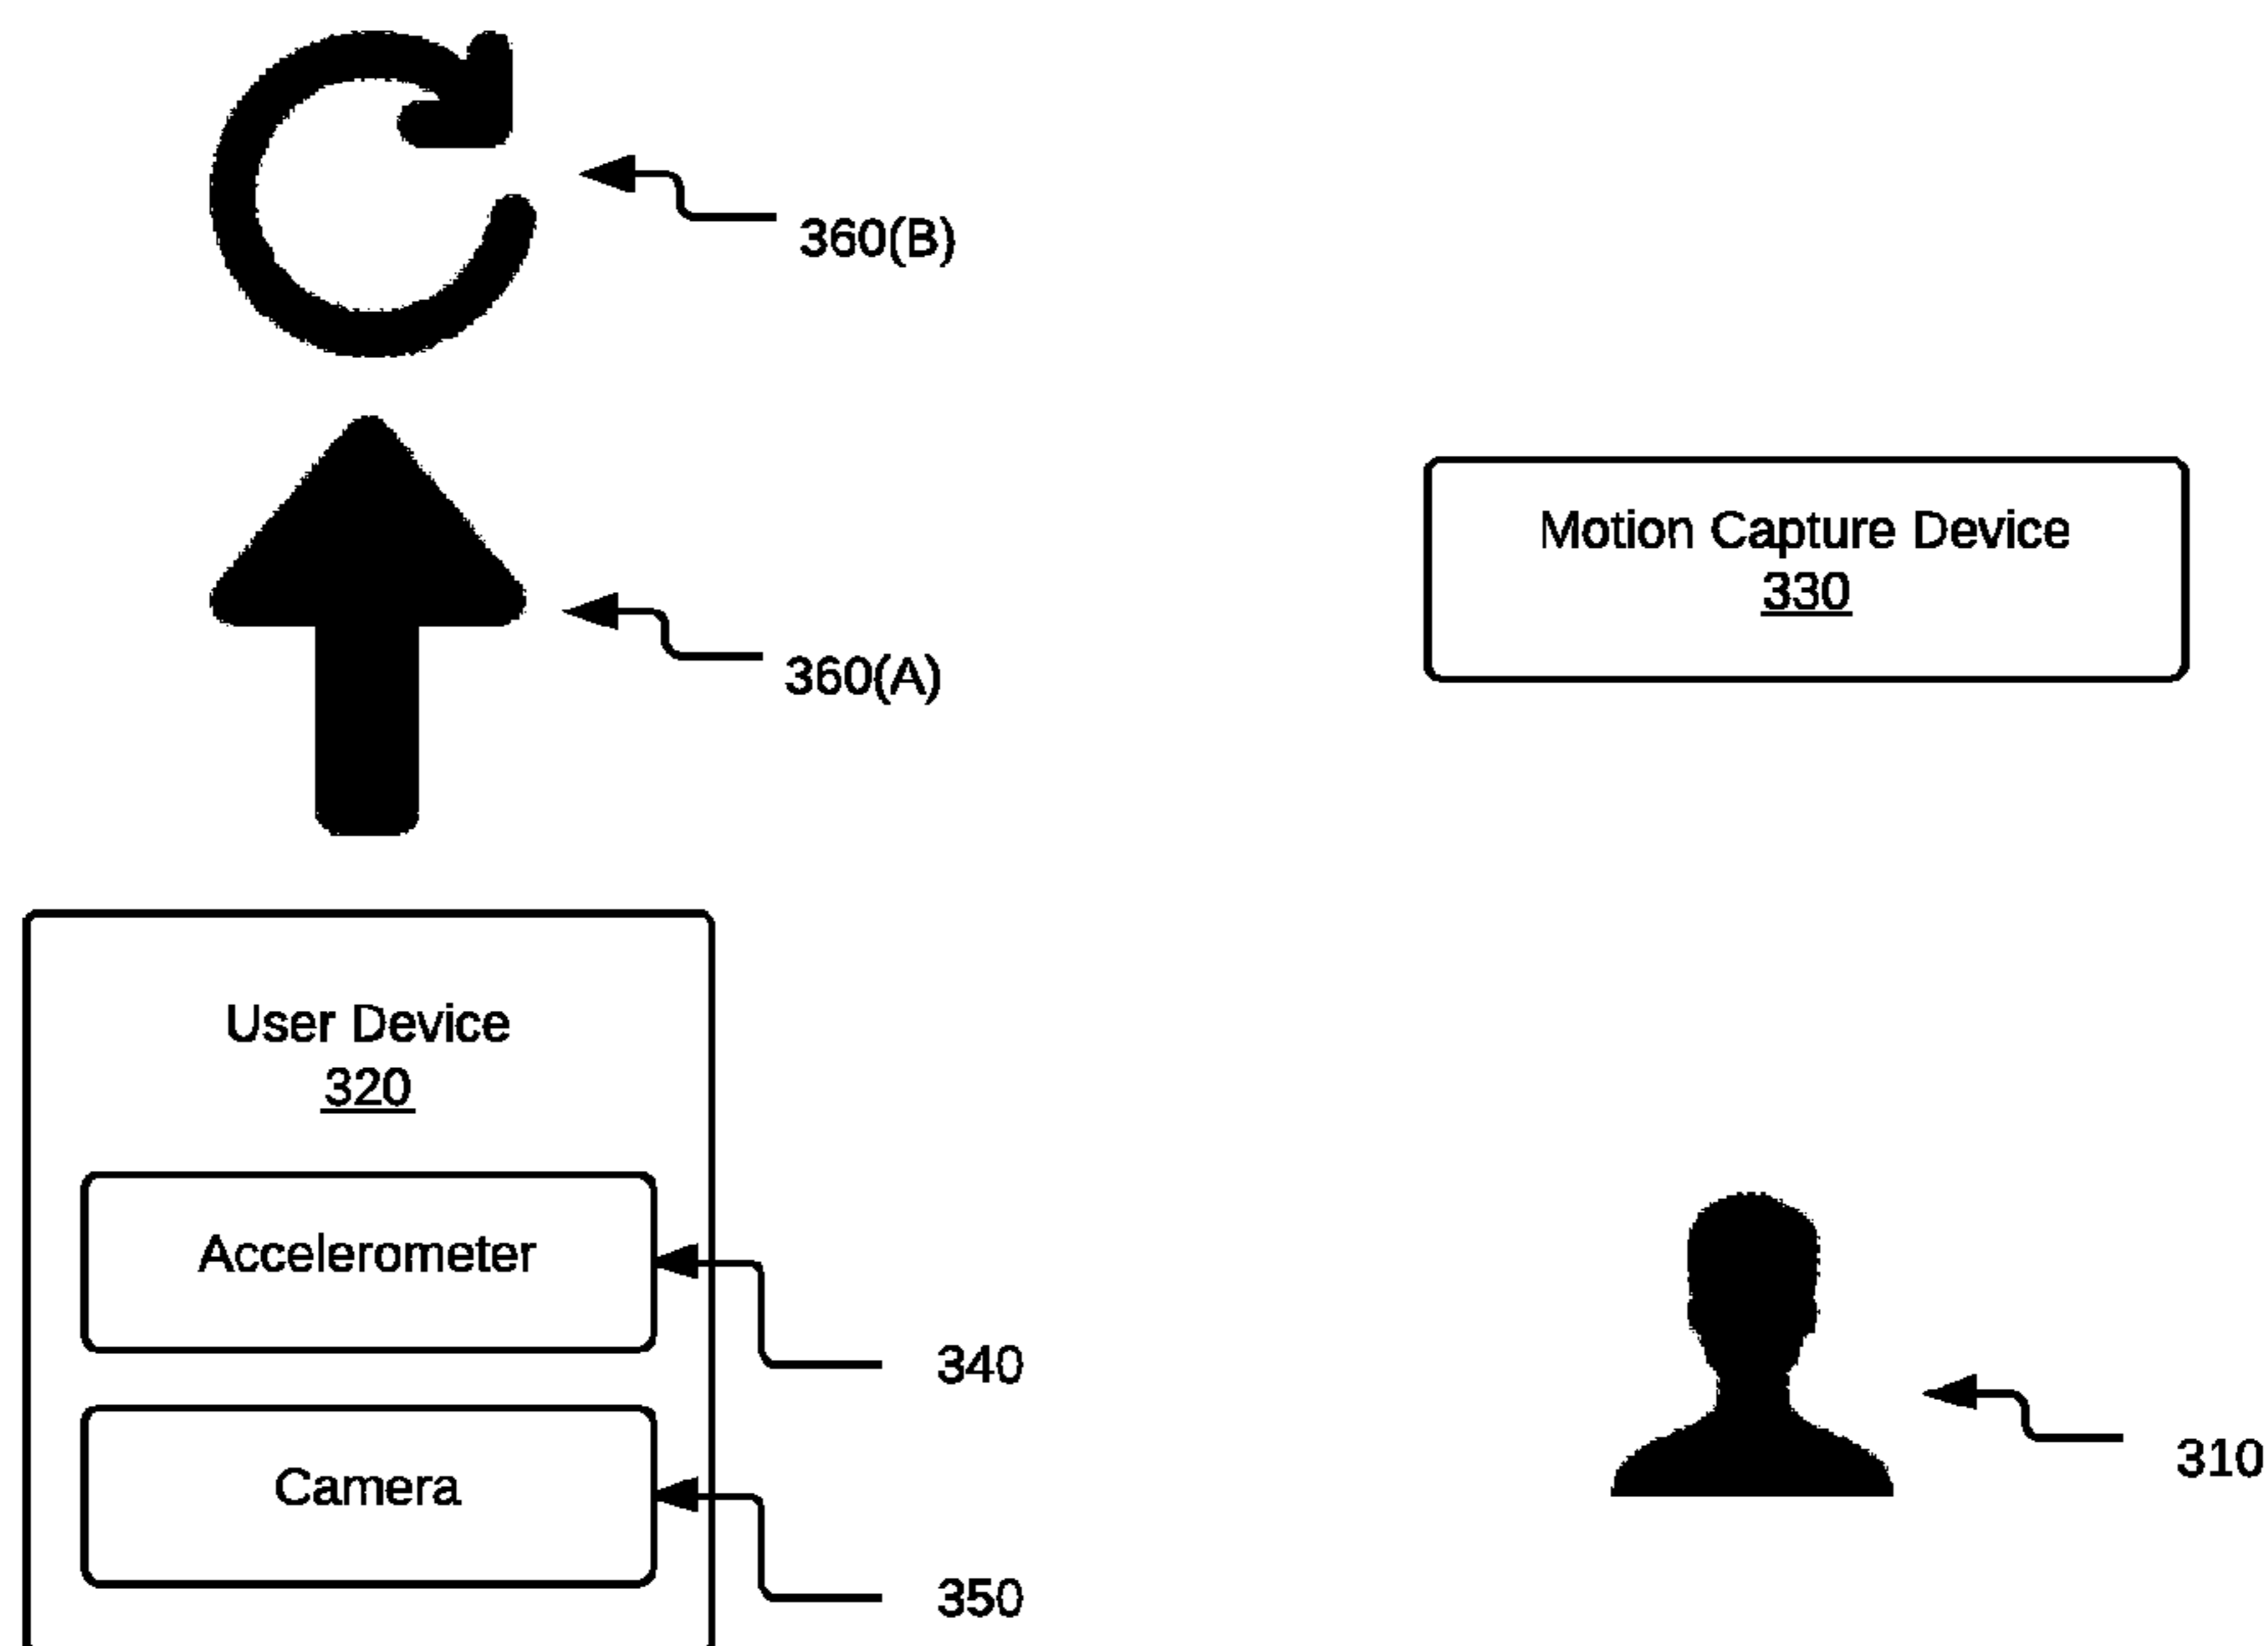 360(B)
Motion Capture Device
330
360(A)
User Device
320
Accelerometer
340
Camera
310
350